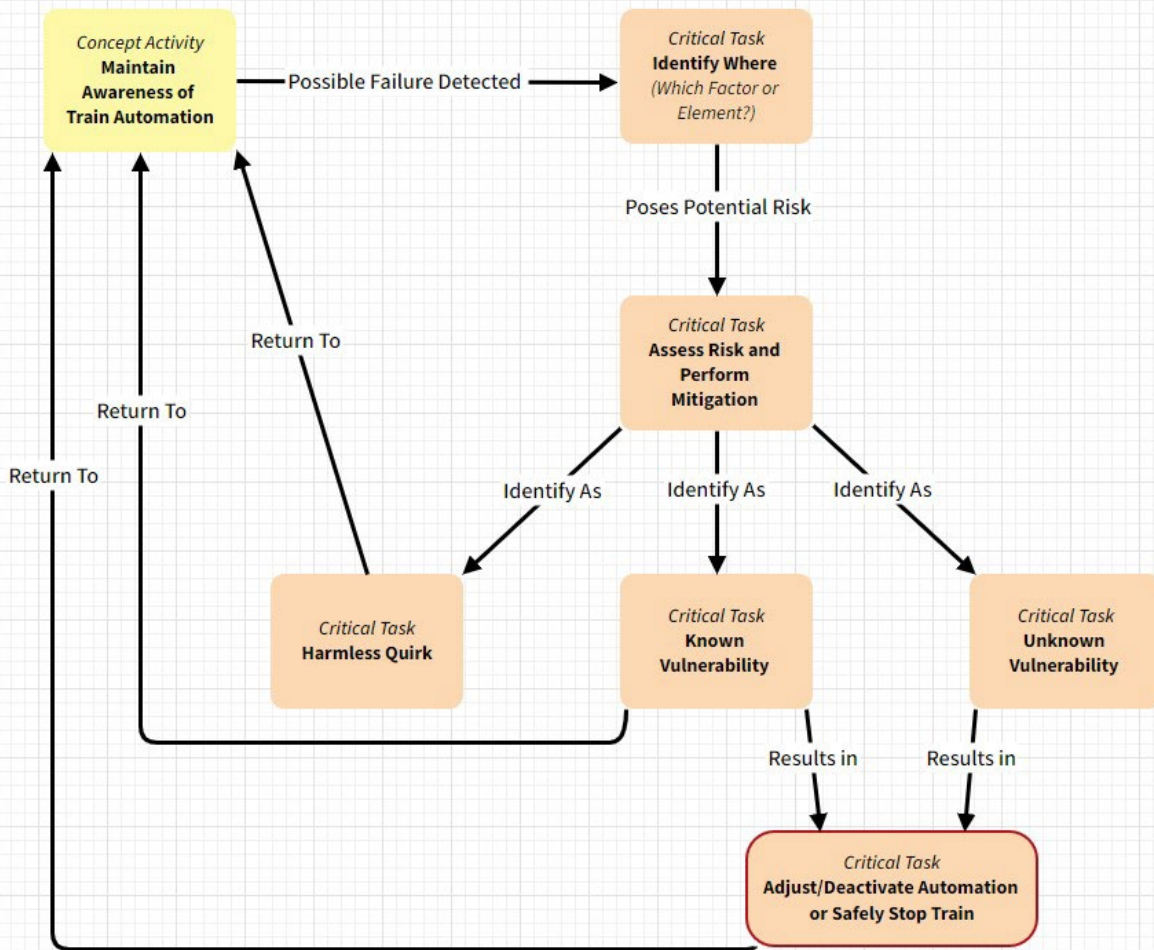 Concept Activity
Maintain
Awareness of
Train Automation
Possible Failure Detected
Critical Task
Identify Where
(Which Factor or
Element?)
Poses Potential Risk
Critical Task
Assess Risk and
Perform
Mitigation
Return To
Return To
Return To
Identify As
Identify As
Identify As
Critical Task
Harmless Quirk
Critical Task
Known
Vulnerability
Critical Task
Unknown
Vulnerability
Results in
Results in
Critical Task
Adjust/Deactivate Automation
or Safely Stop Train